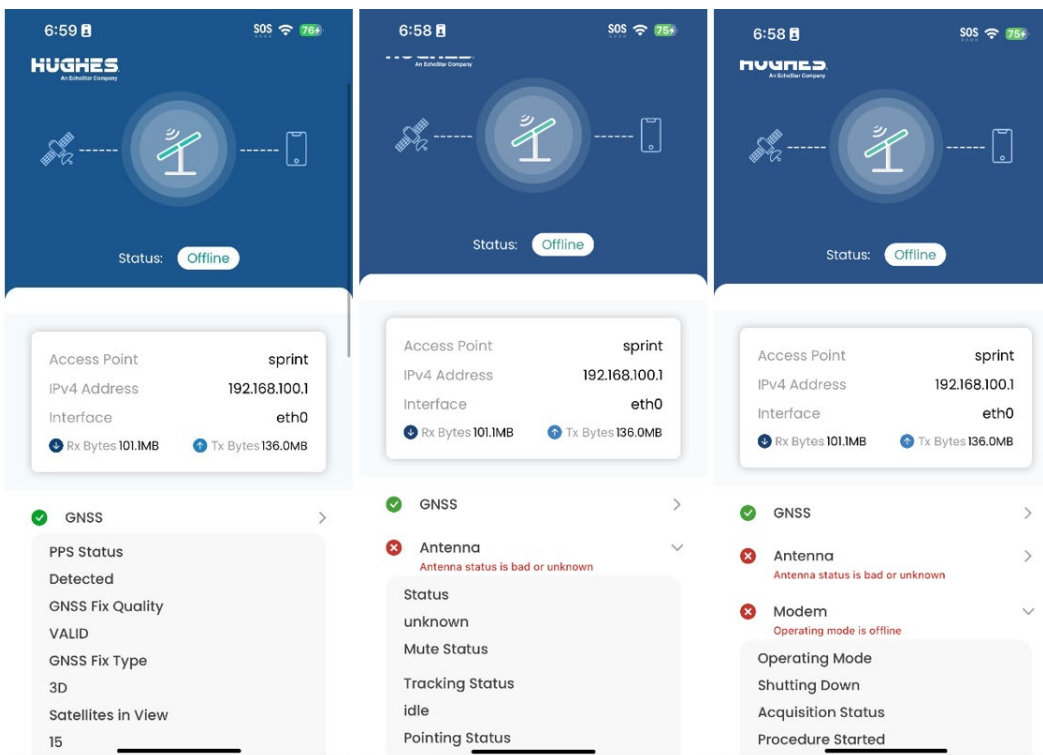 6:59
SOS
76
HUGHES
An EchoStar Company
Status: Offline
Access Point sprint
IPv4 Address 192.168.100.1
Interface eth0
Rx Bytes 101.1MB Tx Bytes 136.0MB
GNSS
PPS Status
Detected
GNSS Fix Quality
VALID
GNSS Fix Type
3D
Satellites in View
15
6:58
SOS
75
An EchoStar Company
Status: Offline
Access Point sprint
IPv4 Address 192.168.100.1
Interface eth0
Rx Bytes 101.1MB Tx Bytes 136.0MB
GNSS
Antenna
Antenna status is bad or unknown
Status
unknown
Mute Status
Tracking Status
idle
Pointing Status
6:58
SOS
75
HUGHES
An EchoStar Company
Status: Offline
Access Point sprint
IPv4 Address 192.168.100.1
Interface eth0
Rx Bytes 101.1MB Tx Bytes 136.0MB
GNSS
Antenna
Antenna status is bad or unknown
Modem
Operating mode is offline
Operating Mode
Shutting Down
Acquisition Status
Procedure Started